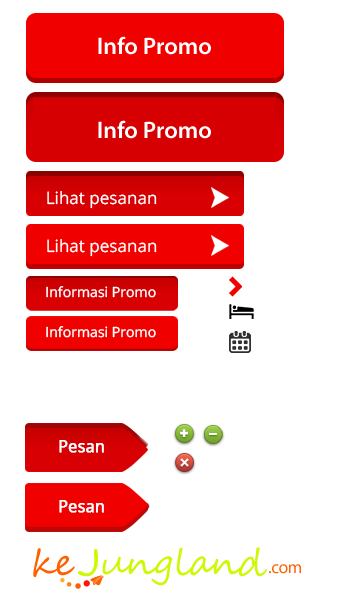 Info Promo
Info Promo
Lihat pesanan
Lihat pesanan
Informasi Promo
Informasi Promo
Pesan
Pesan
keJungland.com